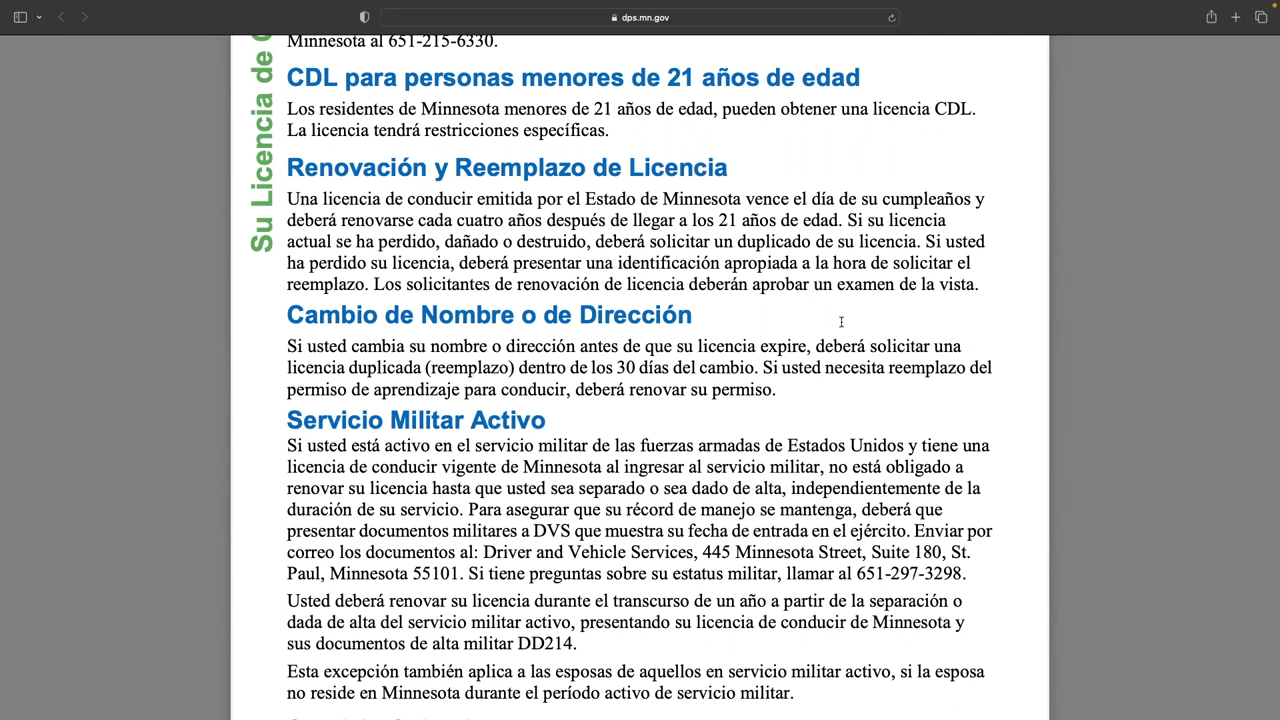 dps.mn.gov
Su Licencia de
Minnesota al 651-215-6330.
CDL para personas menores de 21 años de edad
Los residentes de Minnesota menores de 21 años de edad, pueden obtener una licencia CDL.
La licencia tendrá restricciones específicas.
Renovación y Reemplazo de Licencia
Una licencia de conducir emitida por el Estado de Minnesota vence el día de su cumpleaños y
deberá renovarse cada cuatro años después de llegar a los 21 años de edad. Si su licencia
actual se ha perdido, dañado o destruido, deberá solicitar un duplicado de su licencia. Si usted
ha perdido su licencia, deberá presentar una identificación apropiada a la hora de solicitar el
reemplazo. Los solicitantes de renovación de licencia deberán aprobar un examen de la vista.
Cambio de Nombre o de Dirección
Si usted cambia su nombre o dirección antes de que su licencia expire, deberá solicitar una
licencia duplicada (reemplazo) dentro de los 30 días del cambio. Si usted necesita reemplazo del
permiso de aprendizaje para conducir, deberá renovar su permiso.
Servicio Militar Activo
Si usted está activo en el servicio militar de las fuerzas armadas de Estados Unidos y tiene una
licencia de conducir vigente de Minnesota al ingresar al servicio militar, no está obligado a
renovar su licencia hasta que usted sea separado o sea dado de alta, independientemente de la
duración de su servicio. Para asegurar que su récord de manejo se mantenga, deberá que
presentar documentos militares a DVS que muestra su fecha de entrada en el ejército. Enviar por
correo los documentos al: Driver and Vehicle Services, 445 Minnesota Street, Suite 180, St.
Paul, Minnesota 55101. Si tiene preguntas sobre su estatus militar, llamar al 651-297-3298.
Usted deberá renovar su licencia durante el transcurso de un año a partir de la separación o
dada de alta del servicio militar activo, presentando su licencia de conducir de Minnesota y
sus documentos de alta militar DD214.
Esta excepción también aplica a las esposas de aquellos en servicio militar activo, si la esposa
no reside en Minnesota durante el período activo de servicio militar.